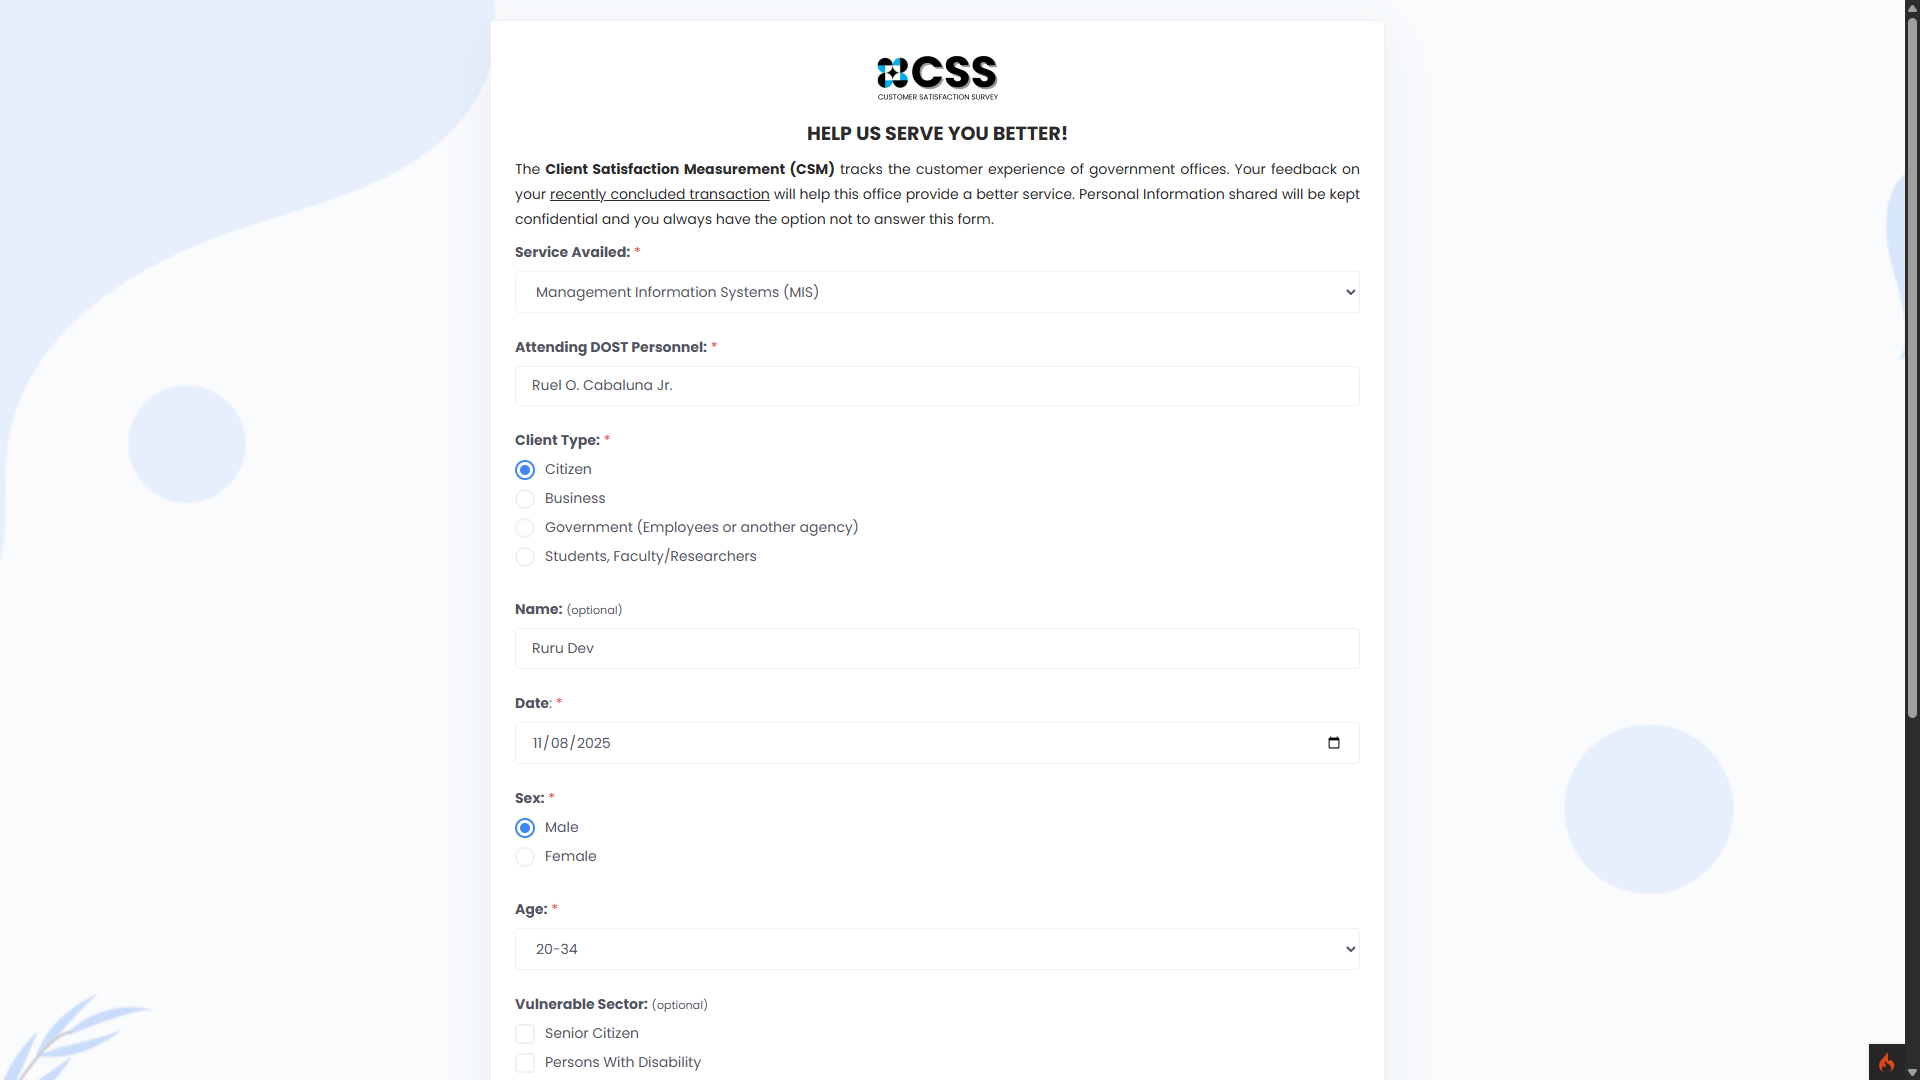 CSS
CUSTOMER SATISFACTION SURVEY
HELP US SERVE YOU BETTER!
The Client Satisfaction Measurement (CSM) tracks the customer experience of government offices. Your feedback on
your recently concluded transaction will help this office provide a better service. Personal Information shared will be kept
confidential and you always have the option not to answer this form.
Service Availed: *
Management Information Systems (MIS)
Attending DOST Personnel: *
Ruel O. Cabaluna Jr.
Client Type: *
Citizen
Business
Government (Employees or another agency)
Students, Faculty/Researchers
Name: (optional)
Ruru Dev
Date: *
11/08/2025
Sex: *
Male
Female
Age: *
20-34
Vulnerable Sector: (optional)
Senior Citizen
Persons With Disability